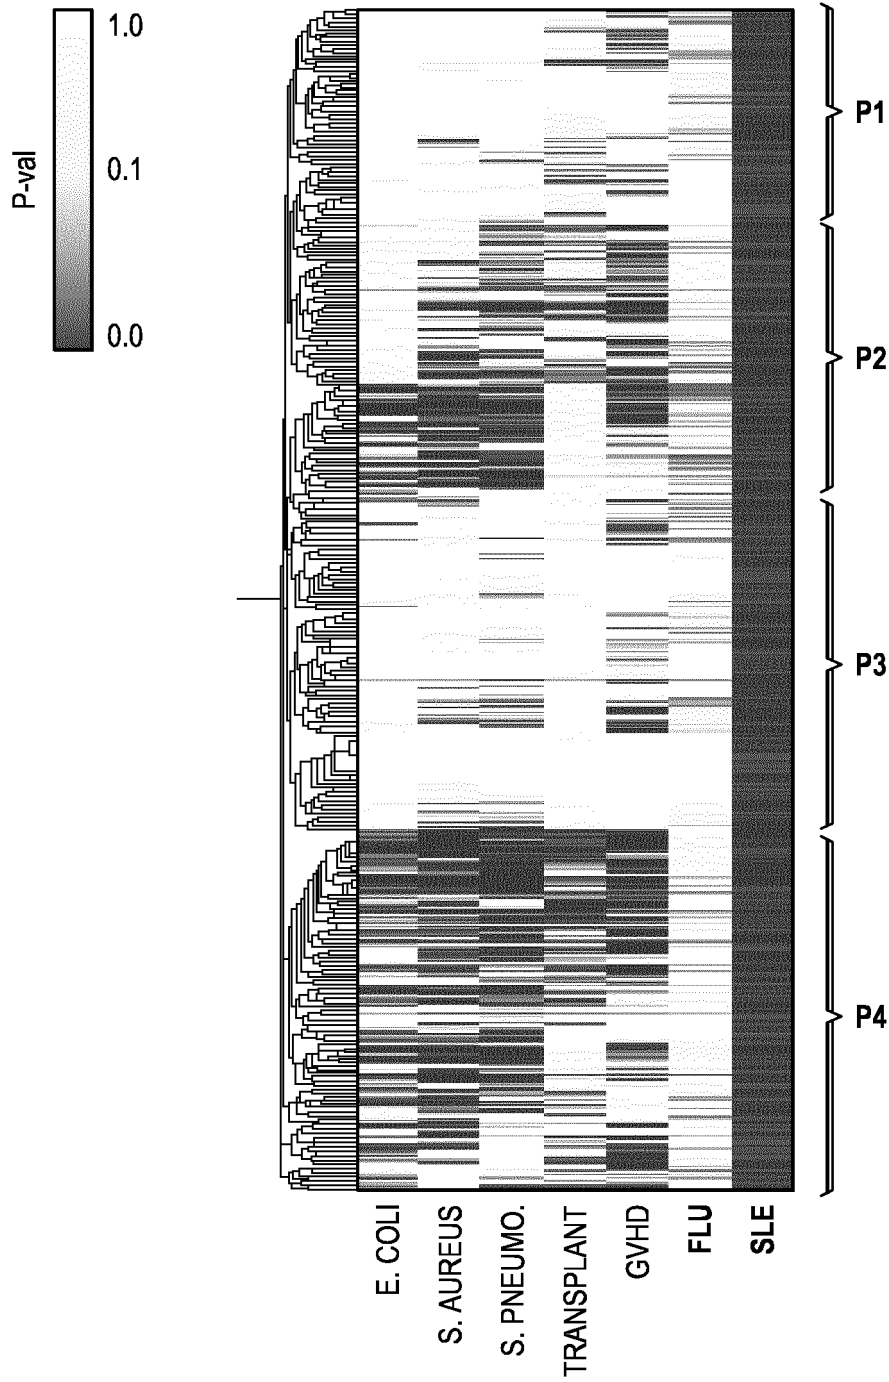 1.0
0.1
0.0
P-val
P1
P2
P3
P4
E. COLI
S. AUREUS
S. PNEUMO.
TRANSPLANT
GVHD
FLU
SLE